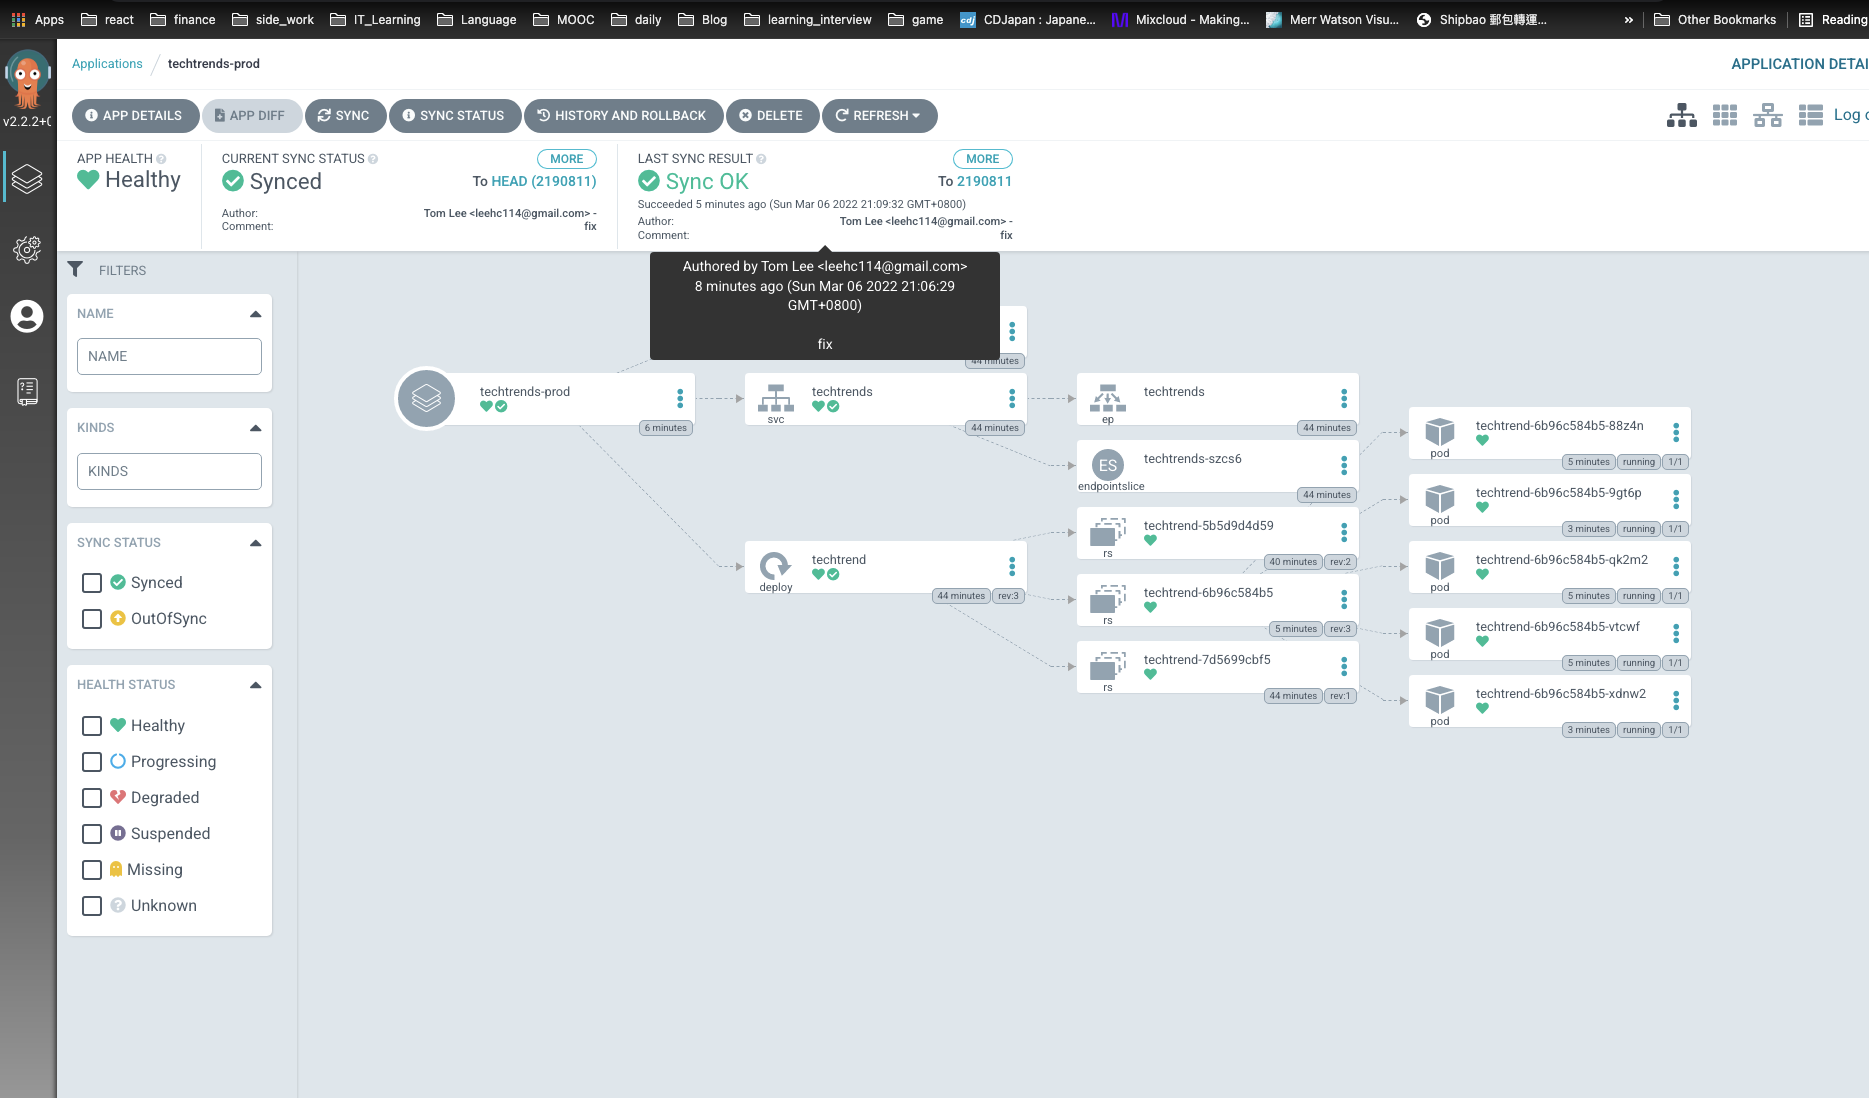 Apps react finance side_work IT_Learning Language MOOC daily Blog learning_interview game CDJapan : Japane... Mixcloud - Making... Merr Watson Visu... Shipbao 郵包轉運... » Other Bookmarks Reading
v2.2.2+0
Applications / techtrends-prod
APPLICATION DETAI
APP DETAILS
APP DIFF
SYNC
SYNC STATUS
HISTORY AND ROLLBACK
DELETE
REFRESH
Log o
APP HEALTH
Healthy
CURRENT SYNC STATUS
MORE
Synced
To HEAD (2190811)
Author: Tom Lee <leehc114@gmail.com> -
Comment: fix
LAST SYNC RESULT
MORE
Sync OK
To 2190811
Succeeded 5 minutes ago (Sun Mar 06 2022 21:09:32 GMT+0800)
Author: Tom Lee <leehc114@gmail.com> -
Comment: fix
Authored by Tom Lee <leehc114@gmail.com>
8 minutes ago (Sun Mar 06 2022 21:06:29
GMT+0800)
fix
FILTERS
NAME
NAME
KINDS
KINDS
SYNC STATUS
Synced
OutOfSync
HEALTH STATUS
Healthy
Progressing
Degraded
Suspended
Missing
Unknown
44 minutes
techtrends-prod
6 minutes
techtrends
svc
44 minutes
techtrend
deploy
44 minutes rev:3
techtrends
ep
44 minutes
ES
techtrends-szcs6
endpointslice
44 minutes
techtrend-5b5d9d4d59
rs
40 minutes rev:2
techtrend-6b96c584b5
rs
5 minutes rev:3
techtrend-7d5699cbf5
rs
44 minutes rev:1
techtrend-6b96c584b5-88z4n
pod
5 minutes running 1/1
techtrend-6b96c584b5-9gt6p
pod
3 minutes running 1/1
techtrend-6b96c584b5-qk2m2
pod
5 minutes running 1/1
techtrend-6b96c584b5-vtcwf
pod
5 minutes running 1/1
techtrend-6b96c584b5-xdnw2
pod
3 minutes running 1/1